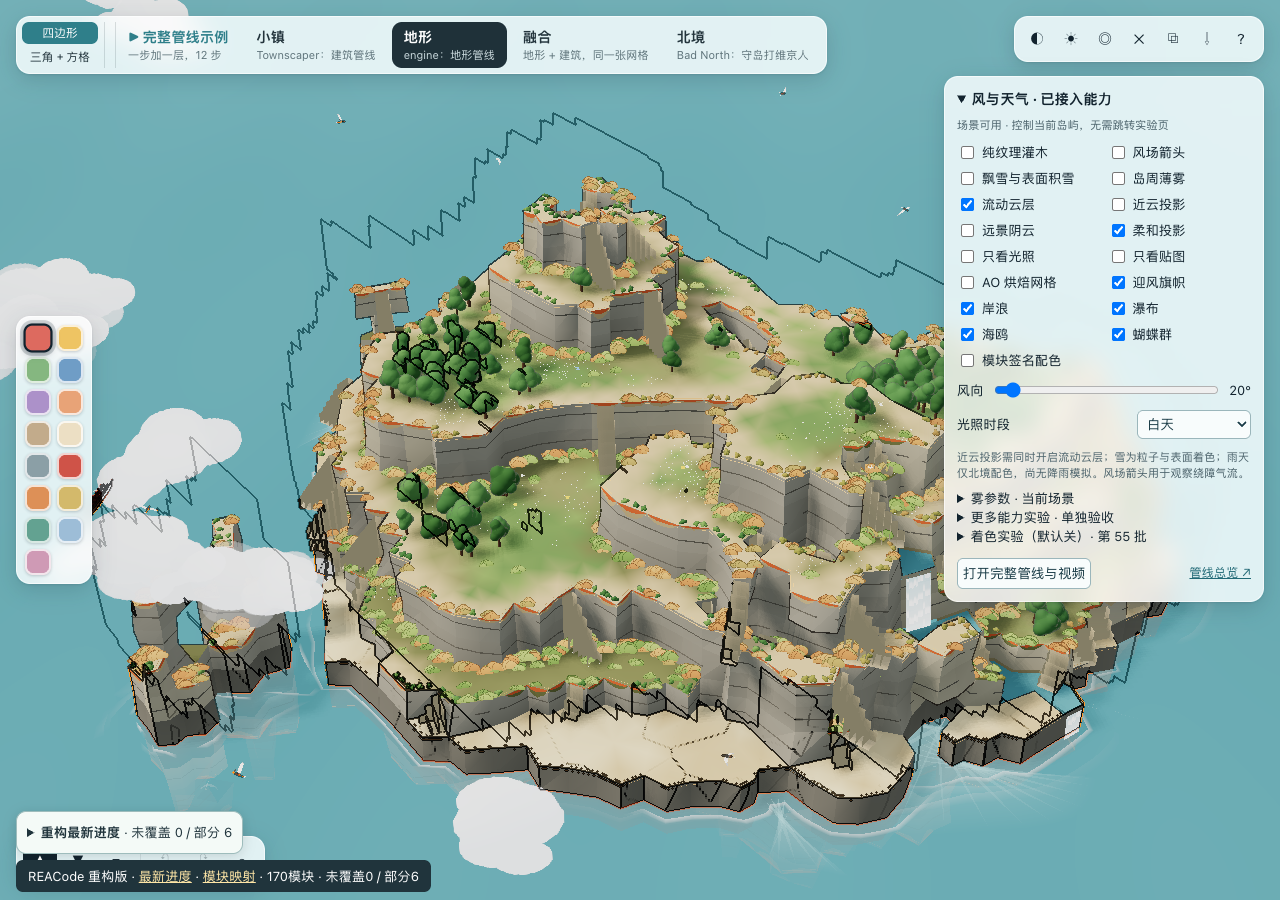 四边形
三角 + 方格
▶ 完整管线示例
一步加一层，12 步
小镇
Townscaper：建筑管线
地形
engine：地形管线
融合
地形 + 建筑，同一张网格
北境
Bad North：守岛打维京人
?
▼ 风与天气 · 已接入能力
场景可用 · 控制当前岛屿，无需跳转实验页
纯纹理灌木
风场箭头
飘雪与表面积雪
岛周薄雾
流动云层
近云投影
远景阴云
柔和投影
只看光照
只看贴图
AO 烘焙网格
迎风旗帜
岸浪
瀑布
海鸥
蝴蝶群
模块签名配色
风向 20°
光照时段 白天
近云投影需同时开启流动云层；雪为粒子与表面着色；雨天
仅北境配色，尚无降雨模拟。风场箭头用于观察绕障气流。
▶ 雾参数 · 当前场景
▶ 更多能力实验 · 单独验收
▶ 着色实验（默认关）· 第 55 批
打开完整管线与视频
管线总览 ↗
▶ 重构最新进度 · 未覆盖 0 / 部分 6
REACode 重构版 · 最新进度 · 模块映射 · 170模块 · 未覆盖0 / 部分6